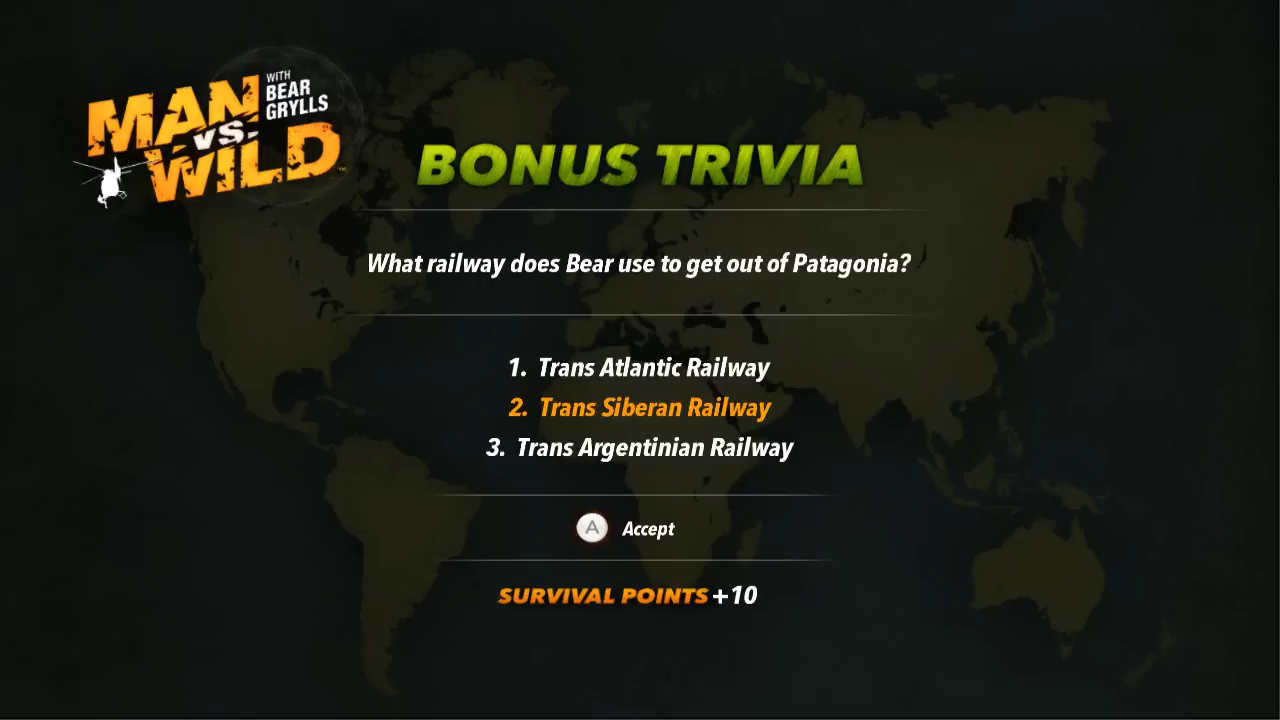 MAN VS. WILD
WITH BEAR GRYLLS
™
BONUS TRIVIA
What railway does Bear use to get out of Patagonia?
1. Trans Atlantic Railway
2. Trans Siberan Railway
3. Trans Argentinian Railway
A Accept
SURVIVAL POINTS +10